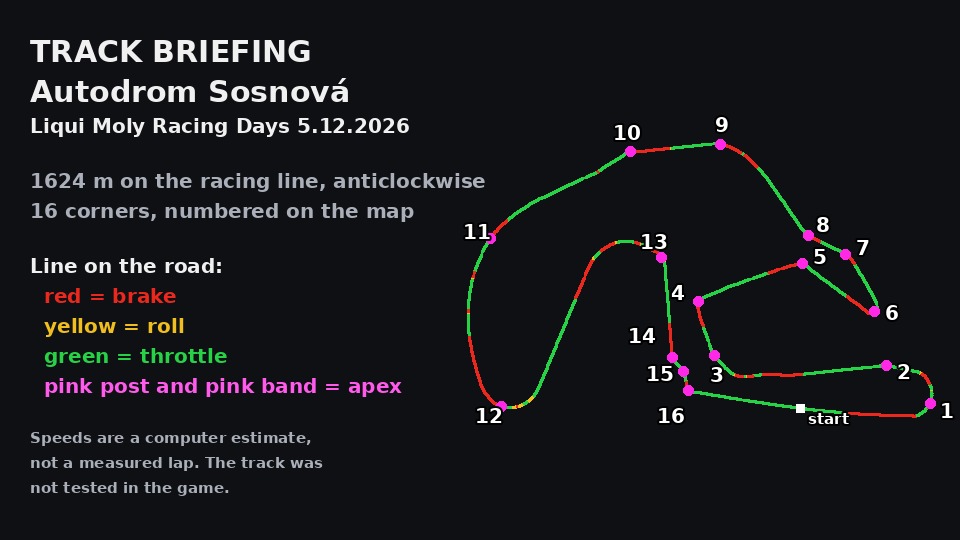 TRACK BRIEFING
Autodrom Sosnová
Liqui Moly Racing Days 5.12.2026
1624 m on the racing line, anticlockwise
16 corners, numbered on the map
Line on the road:
red = brake
yellow = roll
green = throttle
pink post and pink band = apex
Speeds are a computer estimate,
not a measured lap. The track was
not tested in the game.
9
10
8
11
7
13
5
4
6
14
15
3
2
12
16
1
start